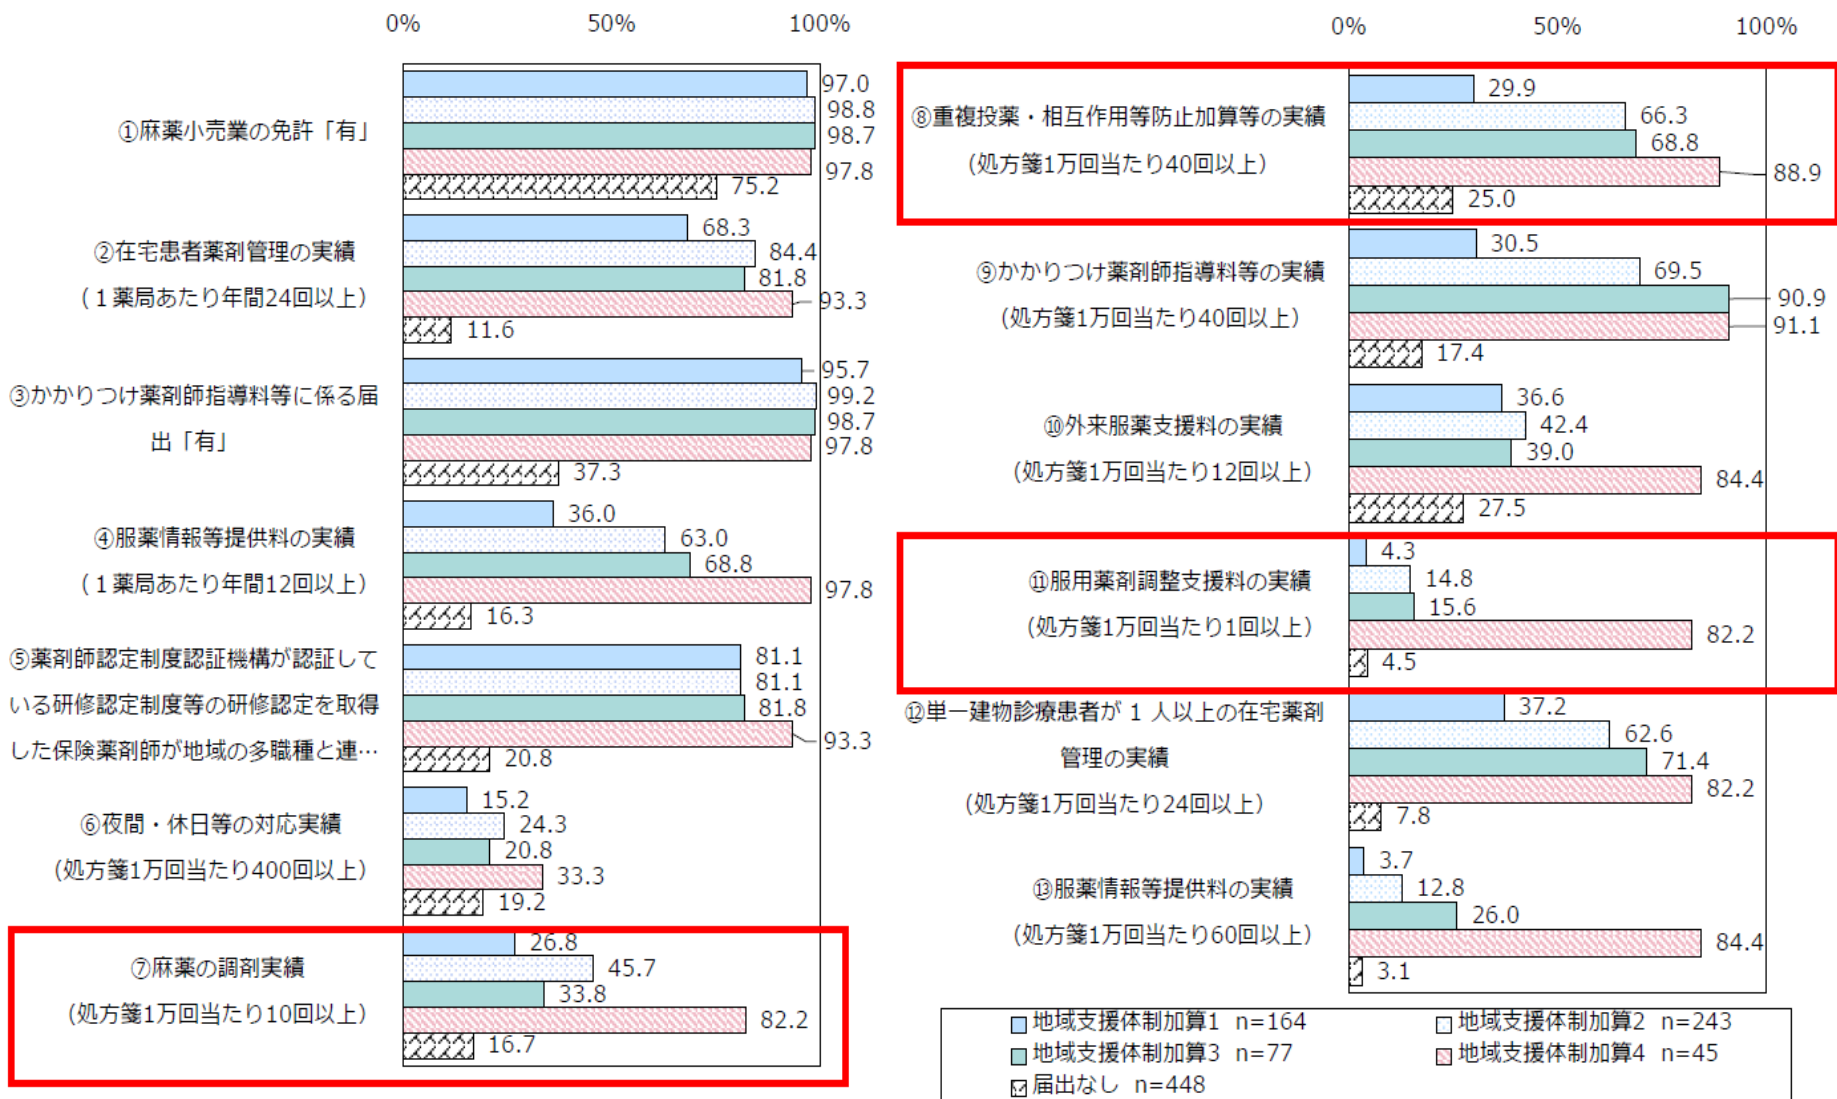 0% 50% 100%
①麻薬小売業の免許「有」
97.0
98.8
98.7
97.8
75.2
②在宅患者薬剤管理の実績
(１薬局あたり年間24回以上)
68.3
84.4
81.8
93.3
11.6
③かかりつけ薬剤師指導料等に係る届
出「有」
95.7
99.2
98.7
97.8
37.3
④服薬情報等提供料の実績
(１薬局あたり年間12回以上)
36.0
63.0
68.8
97.8
16.3
⑤薬剤師認定制度認証機構が認証して
いる研修認定制度等の研修認定を取得
した保険薬剤師が地域の多職種と連…
81.1
81.1
81.8
93.3
20.8
⑥夜間・休日等の対応実績
(処方箋1万回当たり400回以上)
15.2
24.3
20.8
33.3
19.2
⑦麻薬の調剤実績
(処方箋1万回当たり10回以上)
26.8
45.7
33.8
82.2
16.7
0% 50% 100%
⑧重複投薬・相互作用等防止加算等の実績
(処方箋1万回当たり40回以上)
29.9
66.3
68.8
88.9
25.0
⑨かかりつけ薬剤師指導料等の実績
(処方箋1万回当たり40回以上)
30.5
69.5
90.9
91.1
17.4
⑩外来服薬支援料の実績
(処方箋1万回当たり12回以上)
36.6
42.4
39.0
84.4
27.5
⑪服用薬剤調整支援料の実績
(処方箋1万回当たり1回以上)
4.3
14.8
15.6
82.2
4.5
⑫単一建物診療患者が１人以上の在宅薬剤
管理の実績
(処方箋1万回当たり24回以上)
37.2
62.6
71.4
82.2
7.8
⑬服薬情報等提供料の実績
(処方箋1万回当たり60回以上)
3.7
12.8
26.0
84.4
3.1
地域支援体制加算1 n=164
地域支援体制加算2 n=243
地域支援体制加算3 n=77
地域支援体制加算4 n=45
届出なし n=448